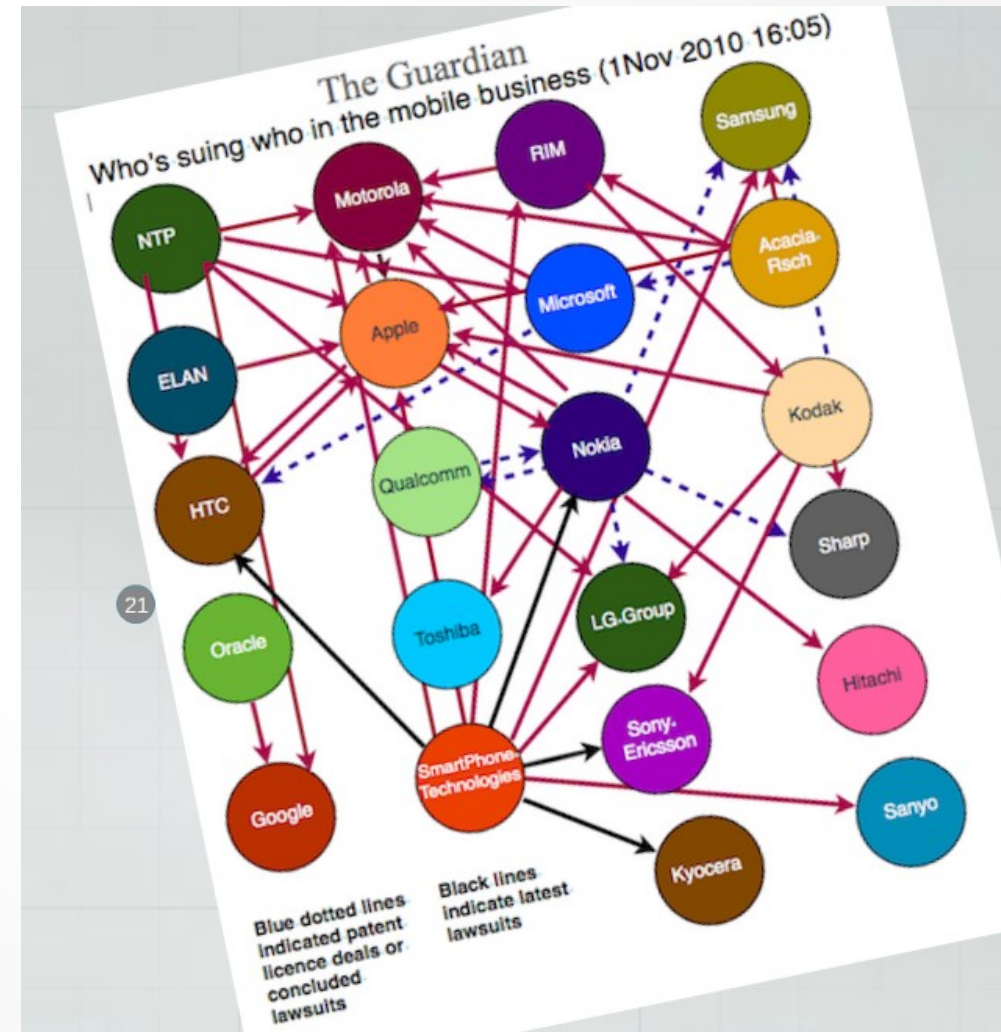 The Guardian
Who's suing who in the mobile business (1Nov 2010 16:05)
Samsung
RIM
Motorola
NTP
Acacia-
Rsch
Microsoft
Apple
ELAN
Kodak
Nokia
Qualcomm
HTC
Sharp
21
LG-Group
Toshiba
Oracle
Hitachi
Sony-
Ericsson
SmartPhone-
Technologies
Sanyo
Google
Kyocera
Blue dotted lines
indicated patent
licence deals or
concluded
lawsuits
Black lines
indicate latest
lawsuits